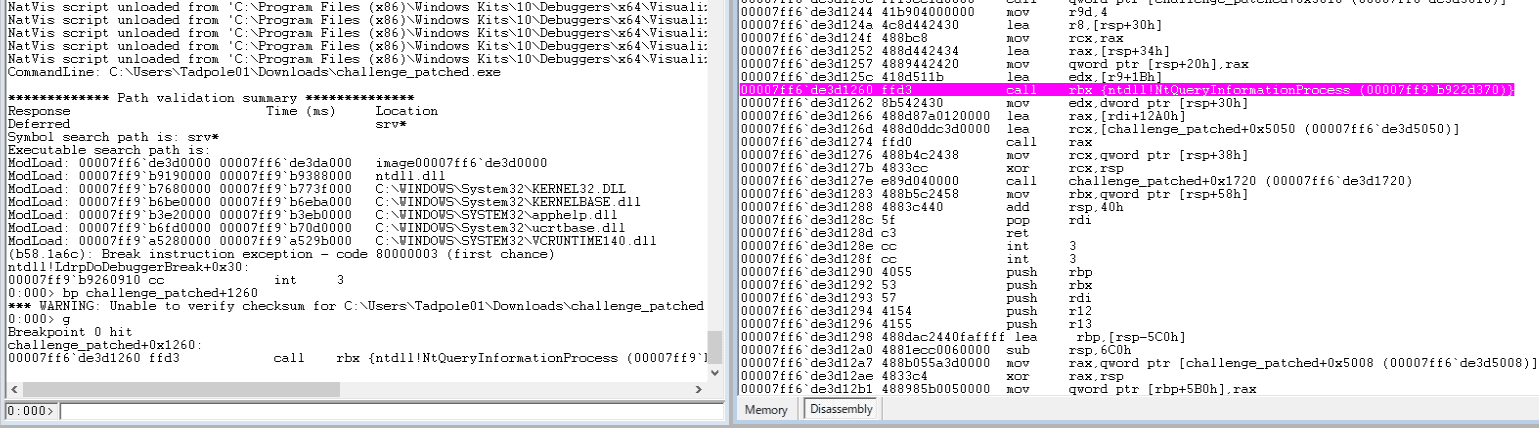 NatVis script unloaded from 'C:\Program Files (x86)\Windows Kits\10\Debuggers\x64\Visuali
NatVis script unloaded from 'C:\Program Files (x86)\Windows Kits\10\Debuggers\x64\Visuali
NatVis script unloaded from 'C:\Program Files (x86)\Windows Kits\10\Debuggers\x64\Visuali
NatVis script unloaded from 'C:\Program Files (x86)\Windows Kits\10\Debuggers\x64\Visuali
NatVis script unloaded from 'C:\Program Files (x86)\Windows Kits\10\Debuggers\x64\Visuali
CommandLine: C:\Users\Tadpole01\Downloads\challenge_patched.exe
************* Path validation summary **************
Response Time (ms) Location
Deferred srv*
Symbol search path is: srv*
Executable search path is:
ModLoad: 00007ff6`de3d0000 00007ff6`de3da000 image00007ff6`de3d0000
ModLoad: 00007ff9`b9190000 00007ff9`b9388000 ntdll.dll
ModLoad: 00007ff9`b7680000 00007ff9`b773f000 C:\WINDOWS\System32\KERNEL32.DLL
ModLoad: 00007ff9`b6be0000 00007ff9`b6eba000 C:\WINDOWS\System32\KERNELBASE.dll
ModLoad: 00007ff9`b3e20000 00007ff9`b3eb0000 C:\WINDOWS\SYSTEM32\apphelp.dll
ModLoad: 00007ff9`b6fd0000 00007ff9`b70d0000 C:\WINDOWS\System32\ucrtbase.dll
ModLoad: 00007ff9`a5280000 00007ff9`a529b000 C:\WINDOWS\SYSTEM32\VCRUNTIME140.dll
(b58.1a6c): Break instruction exception - code 80000003 (first chance)
ntdll!LdrpDoDebuggerBreak+0x30:
00007ff9`b9260910 cc int 3
0:000> bp challenge_patched+1260
*** WARNING: Unable to verify checksum for C:\Users\Tadpole01\Downloads\challenge_patched
0:000> g
Breakpoint 0 hit
challenge_patched+0x1260:
00007ff6`de3d1260 ffd3 call rbx {ntdll!NtQueryInformationProcess (00007ff9`
0:000>
00007ff6`de3d1244 41b904000000 mov r9d,4
00007ff6`de3d124a 4c8d442430 lea r8,[rsp+30h]
00007ff6`de3d124f 488bc8 mov rcx,rax
00007ff6`de3d1252 488d442434 lea rax,[rsp+34h]
00007ff6`de3d1257 4889442420 mov qword ptr [rsp+20h],rax
00007ff6`de3d125c 418d511b lea edx,[r9+1Bh]
00007ff6`de3d1260 ffd3 call rbx {ntdll!NtQueryInformationProcess (00007ff9`b922d370)}
00007ff6`de3d1262 8b542430 mov edx,dword ptr [rsp+30h]
00007ff6`de3d1266 488d87a0120000 lea rax,[rdi+12A0h]
00007ff6`de3d126d 488d0ddc3d0000 lea rcx,[challenge_patched+0x5050 (00007ff6`de3d5050)]
00007ff6`de3d1274 ffd0 call rax
00007ff6`de3d1276 488b4c2438 mov rcx,qword ptr [rsp+38h]
00007ff6`de3d127b 4833cc xor rcx,rsp
00007ff6`de3d127e e89d040000 call challenge_patched+0x1720 (00007ff6`de3d1720)
00007ff6`de3d1283 488b5c2458 mov rbx,qword ptr [rsp+58h]
00007ff6`de3d1288 4883c440 add rsp,40h
00007ff6`de3d128c 5f pop rdi
00007ff6`de3d128d c3 ret
00007ff6`de3d128e cc int 3
00007ff6`de3d128f cc int 3
00007ff6`de3d1290 4055 push rbp
00007ff6`de3d1292 53 push rbx
00007ff6`de3d1293 57 push rdi
00007ff6`de3d1294 4154 push r12
00007ff6`de3d1296 4155 push r13
00007ff6`de3d1298 488dac2440faffff lea rbp,[rsp-5C0h]
00007ff6`de3d12a0 4881ecc0060000 sub rsp,6C0h
00007ff6`de3d12a7 488b055a3d0000 mov rax,qword ptr [challenge_patched+0x5008 (00007ff6`de3d5008)]
00007ff6`de3d12ae 4833c4 xor rax,rsp
00007ff6`de3d12b1 488985b0050000 mov qword ptr [rbp+5B0h],rax
Memory Disassembly